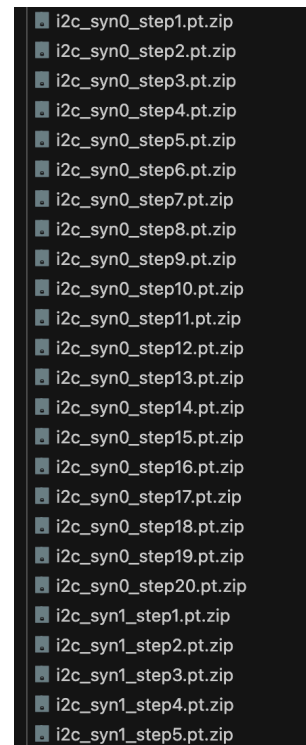 i2c_syn0_step1.pt.zip
i2c_syn0_step2.pt.zip
i2c_syn0_step3.pt.zip
i2c_syn0_step4.pt.zip
i2c_syn0_step5.pt.zip
i2c_syn0_step6.pt.zip
i2c_syn0_step7.pt.zip
i2c_syn0_step8.pt.zip
i2c_syn0_step9.pt.zip
i2c_syn0_step10.pt.zip
i2c_syn0_step11.pt.zip
i2c_syn0_step12.pt.zip
i2c_syn0_step13.pt.zip
i2c_syn0_step14.pt.zip
i2c_syn0_step15.pt.zip
i2c_syn0_step16.pt.zip
i2c_syn0_step17.pt.zip
i2c_syn0_step18.pt.zip
i2c_syn0_step19.pt.zip
i2c_syn0_step20.pt.zip
i2c_syn1_step1.pt.zip
i2c_syn1_step2.pt.zip
i2c_syn1_step3.pt.zip
i2c_syn1_step4.pt.zip
i2c_syn1_step5.pt.zip